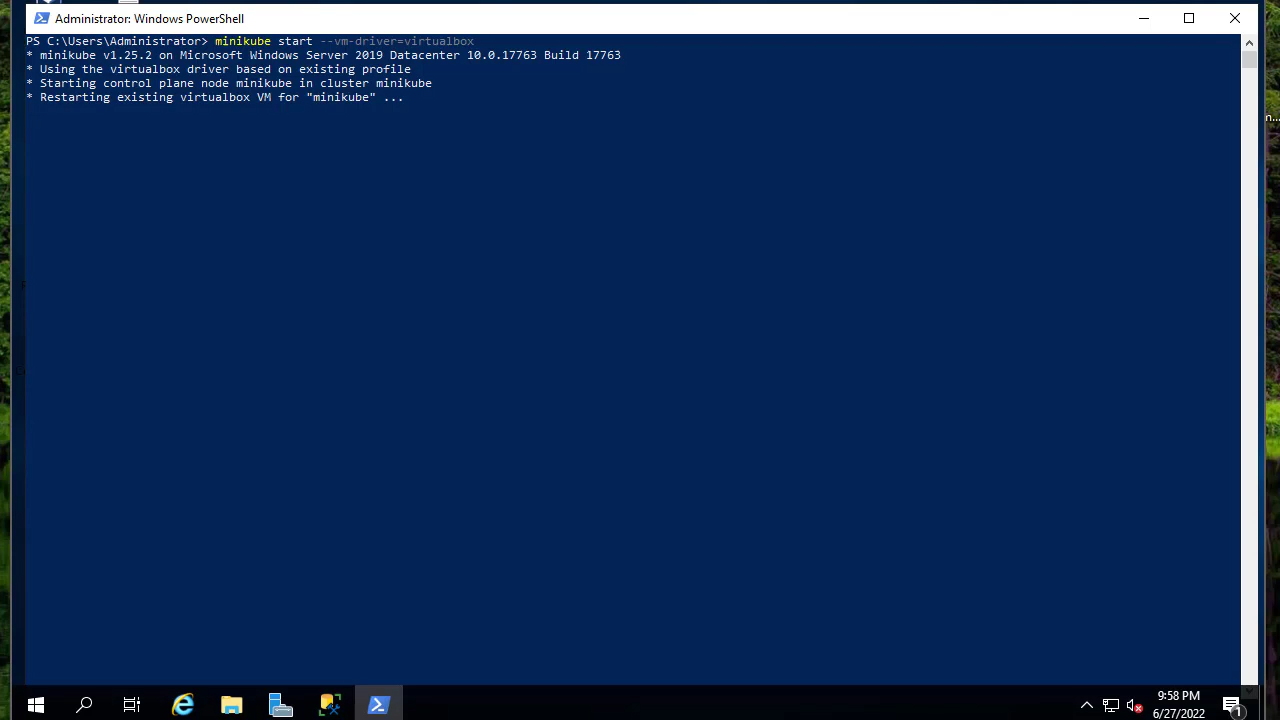 Administrator: Windows PowerShell
PS C:\Users\Administrator> minikube start --vm-driver=virtualbox
* minikube v1.25.2 on Microsoft Windows Server 2019 Datacenter 10.0.17763 Build 17763
* Using the virtualbox driver based on existing profile
* Starting control plane node minikube in cluster minikube
* Restarting existing virtualbox VM for "minikube" ...
9:58 PM
6/27/2022
1